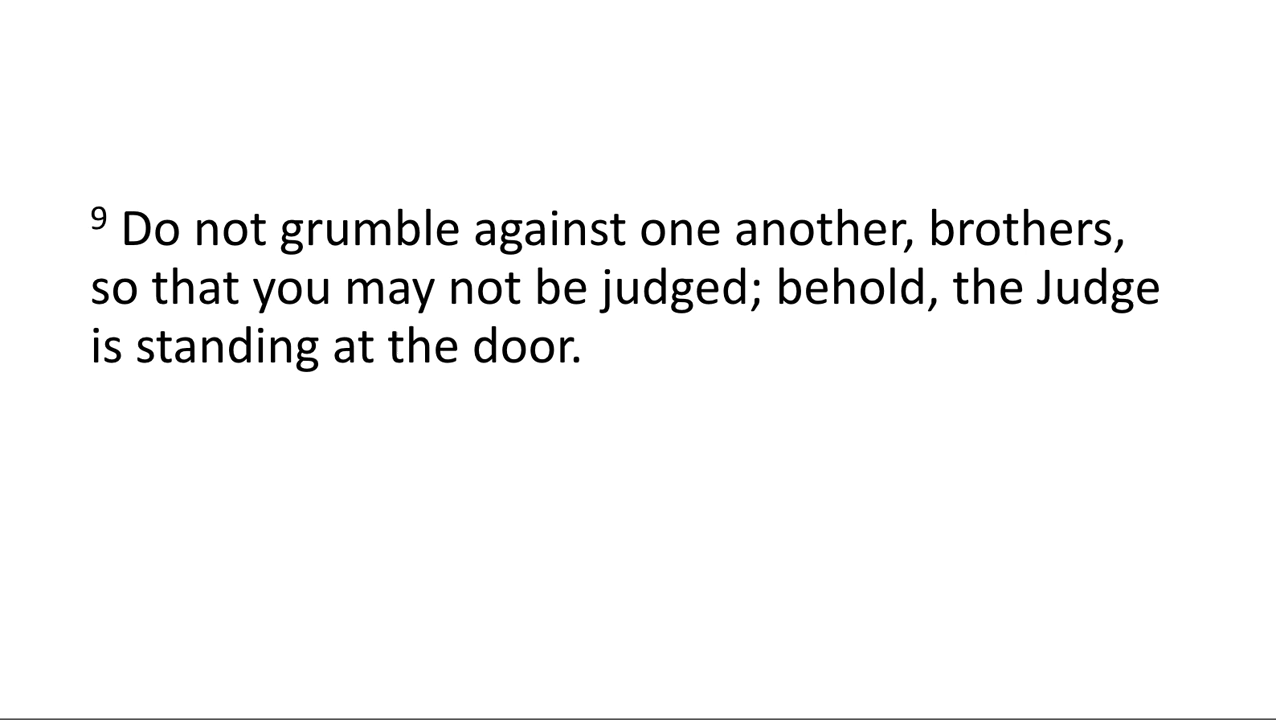 ⁹ Do not grumble against one another, brothers,
so that you may not be judged; behold, the Judge
is standing at the door.